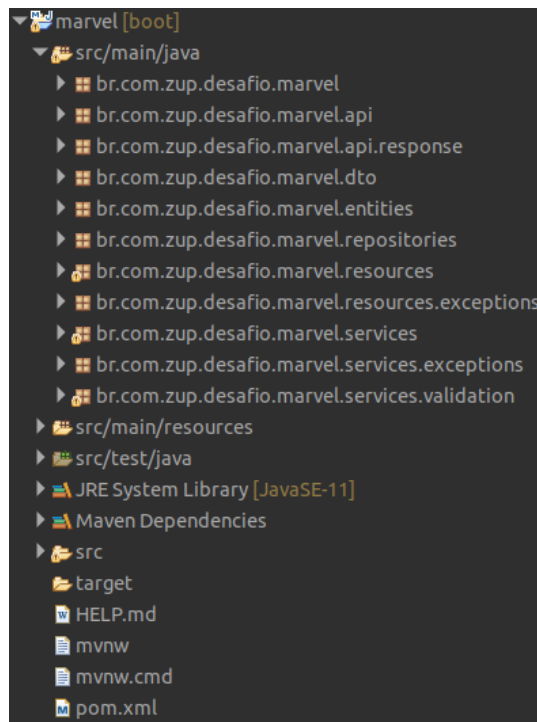 marvel [boot]
src/main/java
br.com.zup.desafio.marvel
br.com.zup.desafio.marvel.api
br.com.zup.desafio.marvel.api.response
br.com.zup.desafio.marvel.dto
br.com.zup.desafio.marvel.entities
br.com.zup.desafio.marvel.repositories
br.com.zup.desafio.marvel.resources
br.com.zup.desafio.marvel.resources.exceptions
br.com.zup.desafio.marvel.services
br.com.zup.desafio.marvel.services.exceptions
br.com.zup.desafio.marvel.services.validation
src/main/resources
src/test/java
JRE System Library [JavaSE-11]
Maven Dependencies
src
target
HELP.md
mvnw
mvnw.cmd
pom.xml